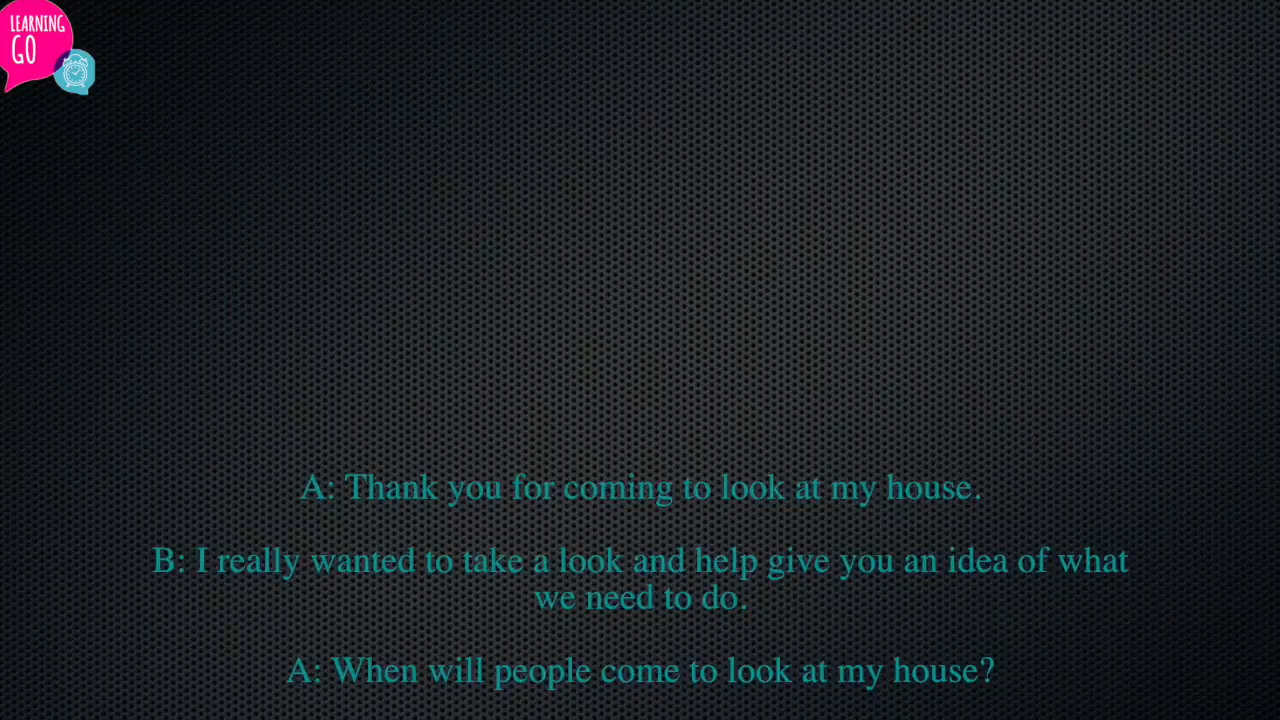 LEARNING
GO
A: Thank you for coming to look at my house.
B: I really wanted to take a look and help give you an idea of what
we need to do.
A: When will people come to look at my house?